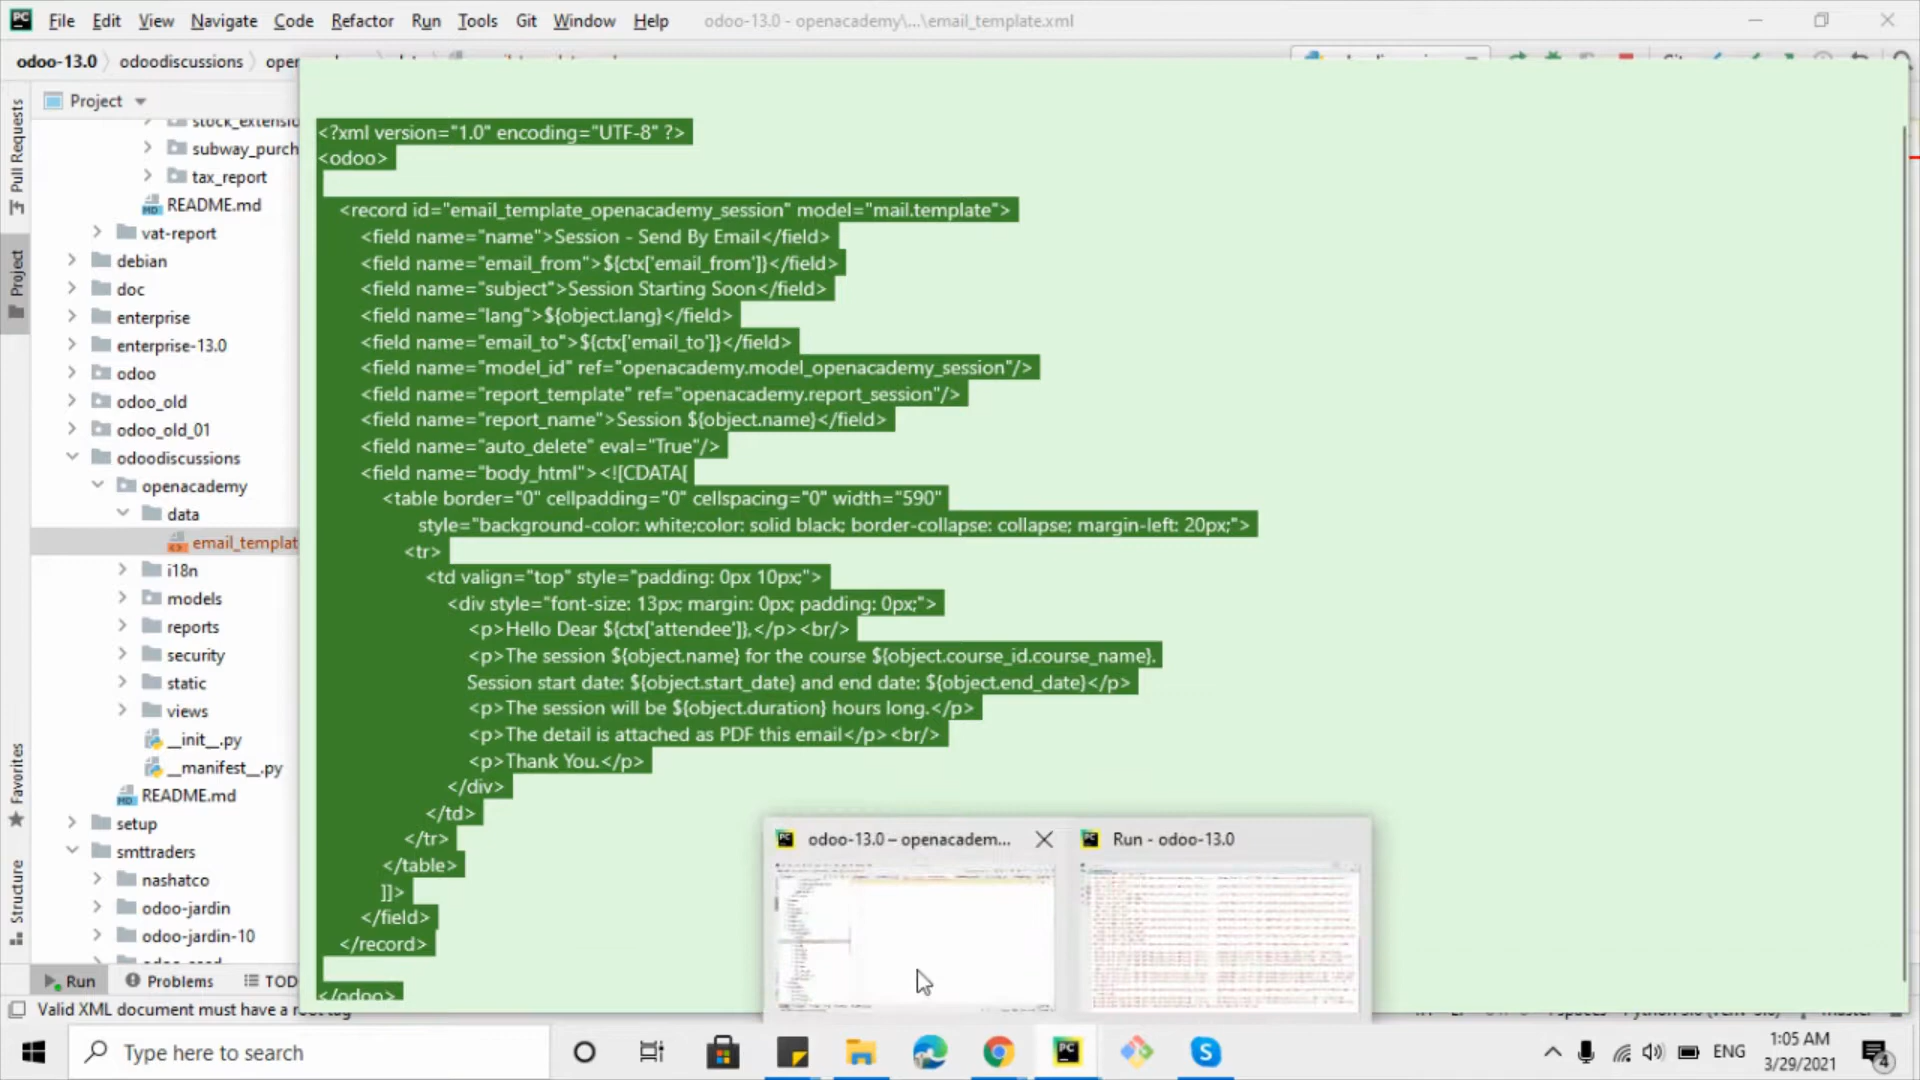 File Edit View Navigate Code Refactor Run Tools Git Window Help odoo-13.0 - openacademy\...\email_template.xml
odoo-13.0 odoodiscussions
Project
Pull Requests
Project
Favorites
Structure
subway_purch
tax_report
README.md
vat-report
debian
doc
enterprise
enterprise-13.0
odoo
odoo_old
odoo_old_01
odoodiscussions
openacademy
data
email_templat
i18n
models
reports
security
static
views
__init__.py
__manifest__.py
README.md
setup
smttraders
nashatco
odoo-jardin
odoo-jardin-10
<?xml version="1.0" encoding="UTF-8" ?>
<odoo>
<record id="email_template_openacademy_session" model="mail.template">
<field name="name">Session - Send By Email</field>
<field name="email_from">${ctx['email_from']}</field>
<field name="subject">Session Starting Soon</field>
<field name="lang">${object.lang}</field>
<field name="email_to">${ctx['email_to']}</field>
<field name="model_id" ref="openacademy.model_openacademy_session"/>
<field name="report_template" ref="openacademy.report_session"/>
<field name="report_name">Session ${object.name}</field>
<field name="auto_delete" eval="True"/>
<field name="body_html"><![CDATA[
<table border="0" cellpadding="0" cellspacing="0" width="590"
style="background-color: white;color: solid black; border-collapse: collapse; margin-left: 20px;">
<tr>
<td valign="top" style="padding: 0px 10px;">
<div style="font-size: 13px; margin: 0px; padding: 0px;">
<p>Hello Dear ${ctx['attendee']},</p><br/>
<p>The session ${object.name} for the course ${object.course_id.course_name}.
Session start date: ${object.start_date} and end date: ${object.end_date}</p>
<p>The session will be ${object.duration} hours long.</p>
<p>The detail is attached as PDF this email</p><br/>
<p>Thank You.</p>
</div>
</td>
</tr>
</table>
]]>
</field>
</record>
</odoo>
odoo-13.0 – openacadem...
Run - odoo-13.0
Run Problems TOD
Valid XML document must have a root tag
Type here to search
ENG
1:05 AM
3/29/2021
4